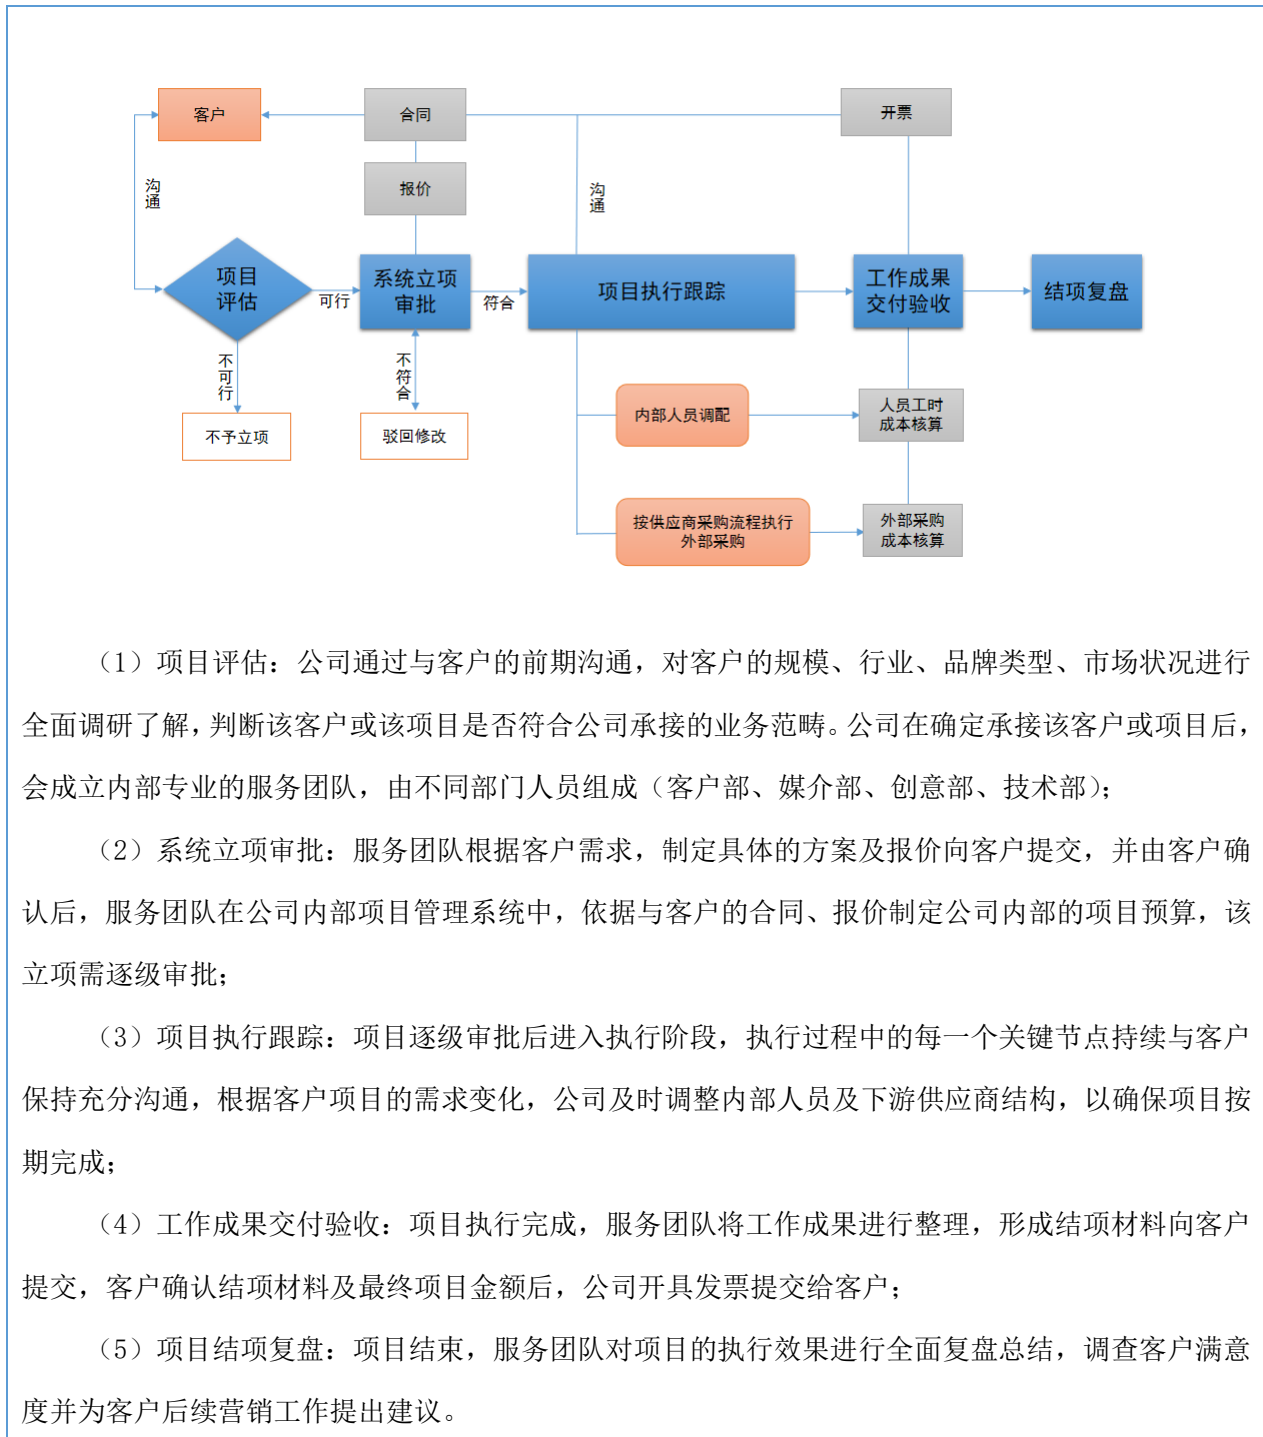 客户
合同
开票
沟通
报价
沟通
项目
评估
可行
系统立项
审批
符合
项目执行跟踪
工作成果
交付验收
结项复盘
不可行
不符合
不予立项
驳回修改
内部人员调配
人员工时
成本核算
按供应商采购流程执行
外部采购
外部采购
成本核算
（1）项目评估：公司通过与客户的前期沟通，对客户的规模、行业、品牌类型、市场状况进行
全面调研了解，判断该客户或该项目是否符合公司承接的业务范畴。公司在确定承接该客户或项目后，
会成立内部专业的服务团队，由不同部门人员组成（客户部、媒介部、创意部、技术部）；
（2）系统立项审批：服务团队根据客户需求，制定具体的方案及报价向客户提交，并由客户确
认后，服务团队在公司内部项目管理系统中，依据与客户的合同、报价制定公司内部的项目预算，该
立项需逐级审批；
（3）项目执行跟踪：项目逐级审批后进入执行阶段，执行过程中的每一个关键节点持续与客户
保持充分沟通，根据客户项目的需求变化，公司及时调整内部人员及下游供应商结构，以确保项目按
期完成；
（4）工作成果交付验收：项目执行完成，服务团队将工作成果进行整理，形成结项材料向客户
提交，客户确认结项材料及最终项目金额后，公司开具发票提交给客户；
（5）项目结项复盘：项目结束，服务团队对项目的执行效果进行全面复盘总结，调查客户满意
度并为客户后续营销工作提出建议。